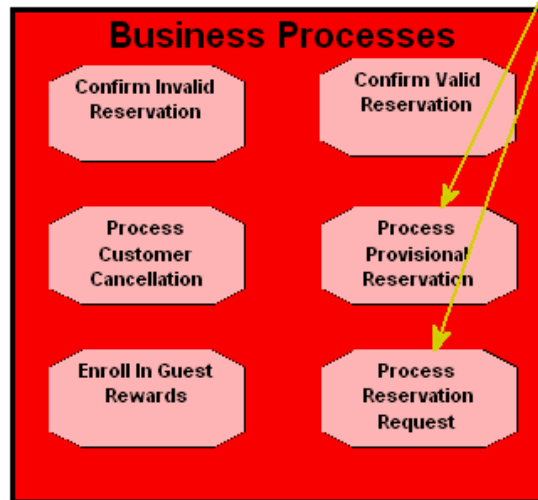 Business Processes
Confirm Invalid
Reservation
Confirm Valid
Reservation
Process
Customer
Cancellation
Process
Provisional
Reservation
Enroll In Guest
Rewards
Process
Reservation
Request